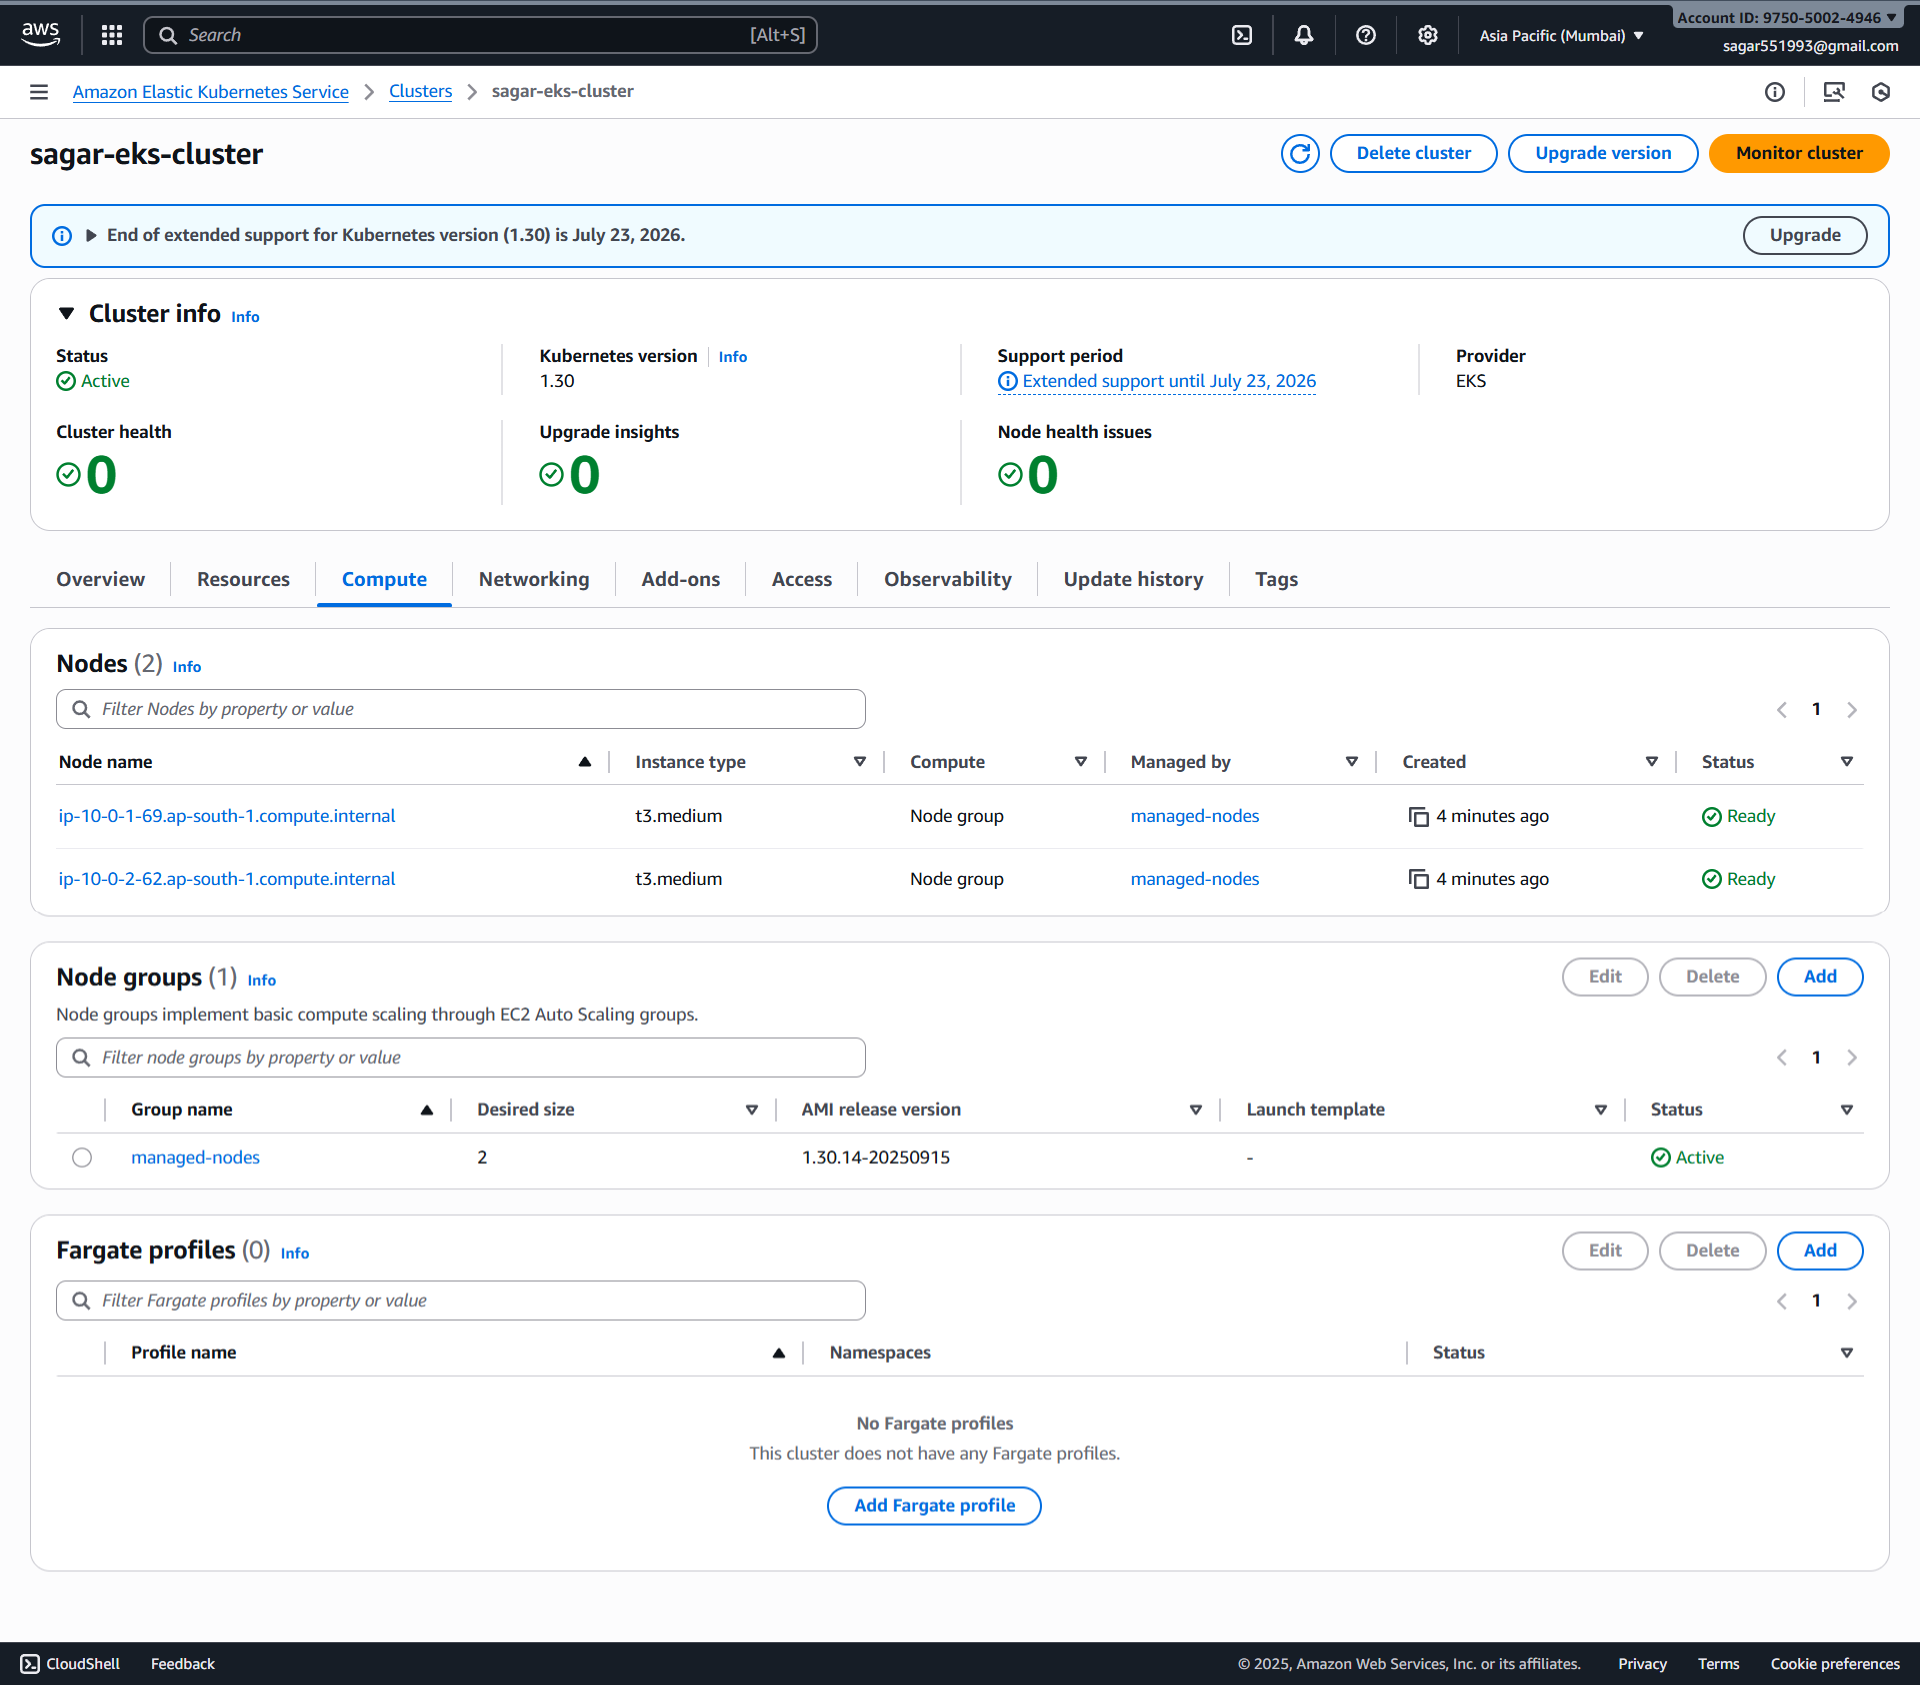 aws
Search [Alt+S]
Asia Pacific (Mumbai)
Account ID: 9750-5002-4946
sagar551993@gmail.com
Amazon Elastic Kubernetes Service > Clusters > sagar-eks-cluster
sagar-eks-cluster
Delete cluster Upgrade version Monitor cluster
End of extended support for Kubernetes version (1.30) is July 23, 2026. Upgrade
Cluster info Info
Status Kubernetes version Info Support period Provider
Active 1.30 Extended support until July 23, 2026 EKS
Cluster health Upgrade insights Node health issues
0 0 0
Overview Resources Compute Networking Add-ons Access Observability Update history Tags
Nodes (2) Info
Filter Nodes by property or value 1
Node name Instance type Compute Managed by Created Status
ip-10-0-1-69.ap-south-1.compute.internal t3.medium Node group managed-nodes 4 minutes ago Ready
ip-10-0-2-62.ap-south-1.compute.internal t3.medium Node group managed-nodes 4 minutes ago Ready
Node groups (1) Info Edit Delete Add
Node groups implement basic compute scaling through EC2 Auto Scaling groups.
Filter node groups by property or value 1
Group name Desired size AMI release version Launch template Status
managed-nodes 2 1.30.14-20250915 - Active
Fargate profiles (0) Info Edit Delete Add
Filter Fargate profiles by property or value 1
Profile name Namespaces Status
No Fargate profiles
This cluster does not have any Fargate profiles.
Add Fargate profile
CloudShell Feedback © 2025, Amazon Web Services, Inc. or its affiliates. Privacy Terms Cookie preferences